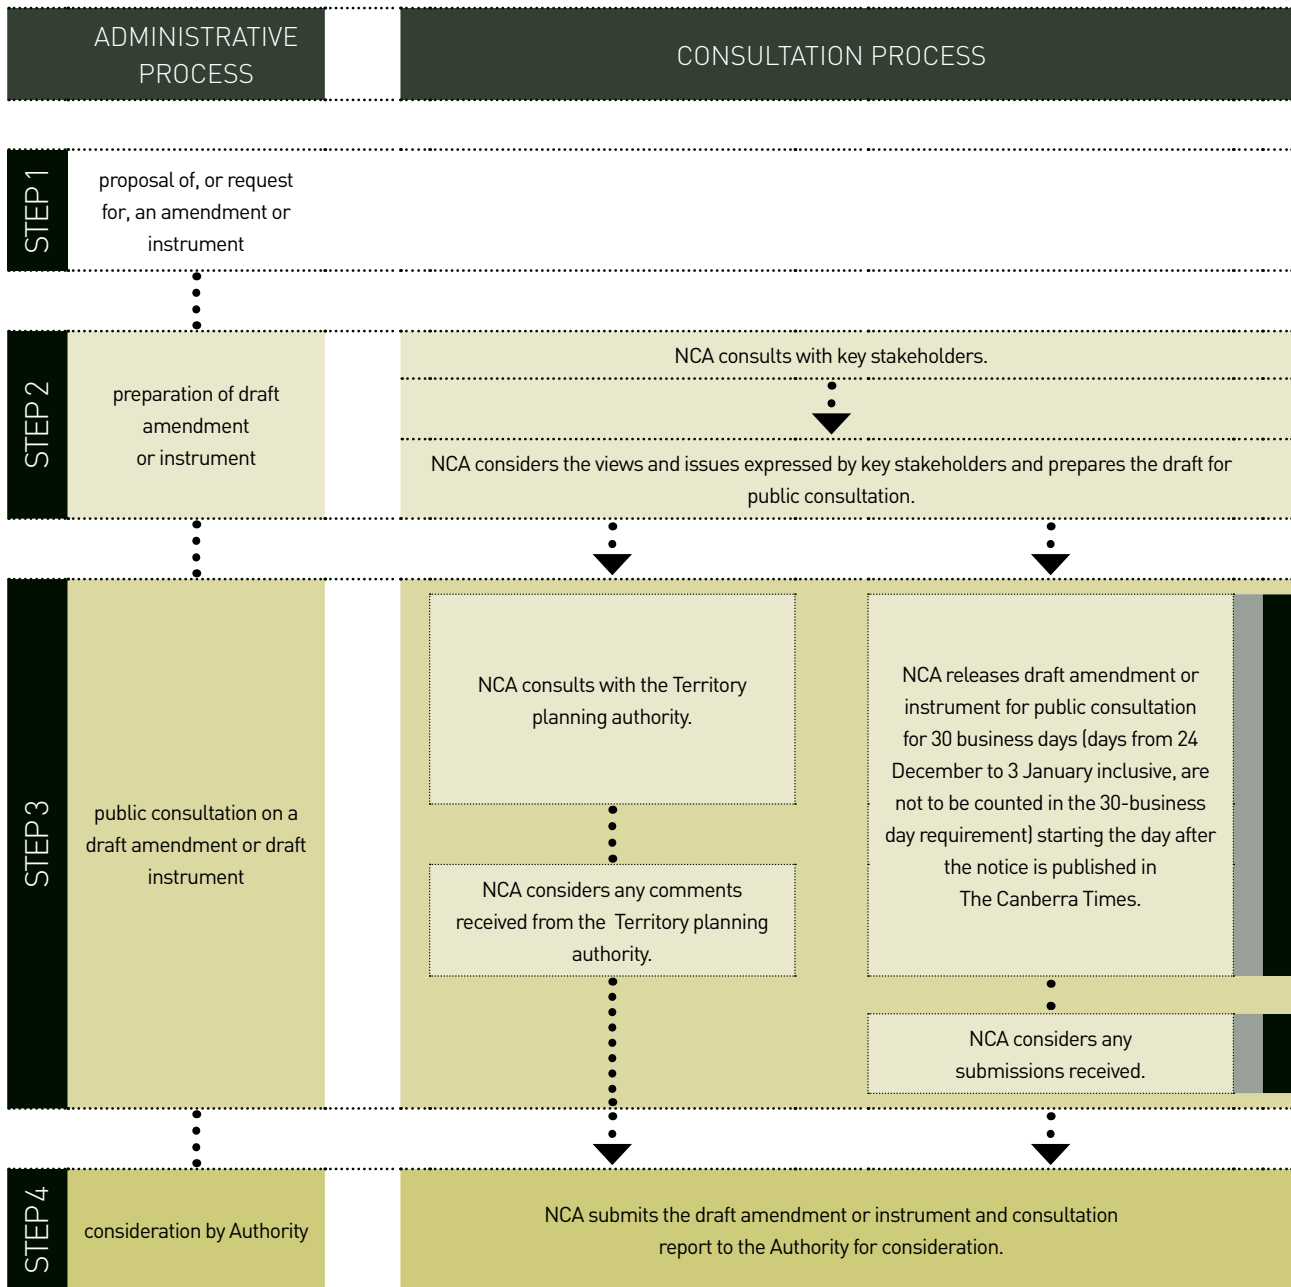 ADMINISTRATIVE
PROCESS
CONSULTATION PROCESS
STEP 1
proposal of, or request
for, an amendment or
instrument
STEP 2
preparation of draft
amendment
or instrument
NCA consults with key stakeholders.
NCA considers the views and issues expressed by key stakeholders and prepares the draft for
public consultation.
STEP 3
public consultation on a
draft amendment or draft
instrument
NCA consults with the Territory
planning authority.
NCA considers any comments
received from the Territory planning
authority.
NCA releases draft amendment or
instrument for public consultation
for 30 business days (days from 24
December to 3 January inclusive, are
not to be counted in the 30-business
day requirement) starting the day after
the notice is published in
The Canberra Times.
NCA considers any
submissions received.
STEP 4
consideration by Authority
NCA submits the draft amendment or instrument and consultation
report to the Authority for consideration.